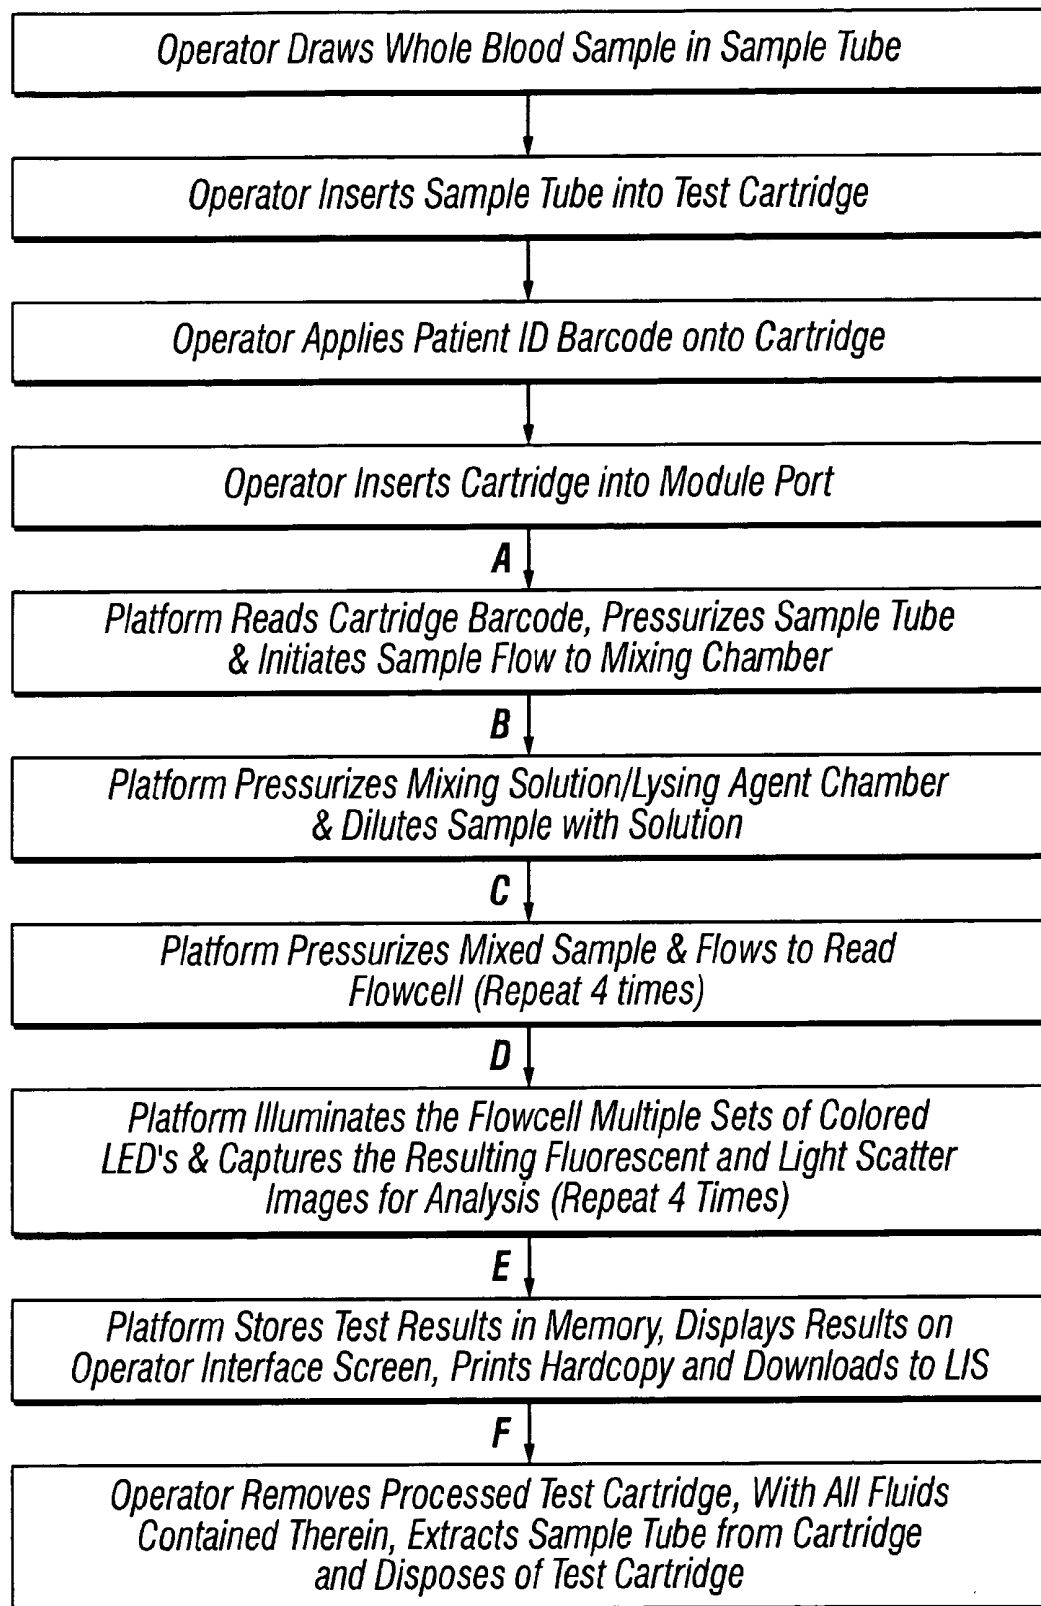 Operator Draws Whole Blood Sample in Sample Tube
Operator Inserts Sample Tube into Test Cartridge
Operator Applies Patient ID Barcode onto Cartridge
Operator Inserts Cartridge into Module Port
A
Platform Reads Cartridge Barcode, Pressurizes Sample Tube
& Initiates Sample Flow to Mixing Chamber
B
Platform Pressurizes Mixing Solution/Lysing Agent Chamber
& Dilutes Sample with Solution
C
Platform Pressurizes Mixed Sample & Flows to Read
Flowcell (Repeat 4 times)
D
Platform Illuminates the Flowcell Multiple Sets of Colored
LED's & Captures the Resulting Fluorescent and Light Scatter
Images for Analysis (Repeat 4 Times)
E
Platform Stores Test Results in Memory, Displays Results on
Operator Interface Screen, Prints Hardcopy and Downloads to LIS
F
Operator Removes Processed Test Cartridge, With All Fluids
Contained Therein, Extracts Sample Tube from Cartridge
and Disposes of Test Cartridge